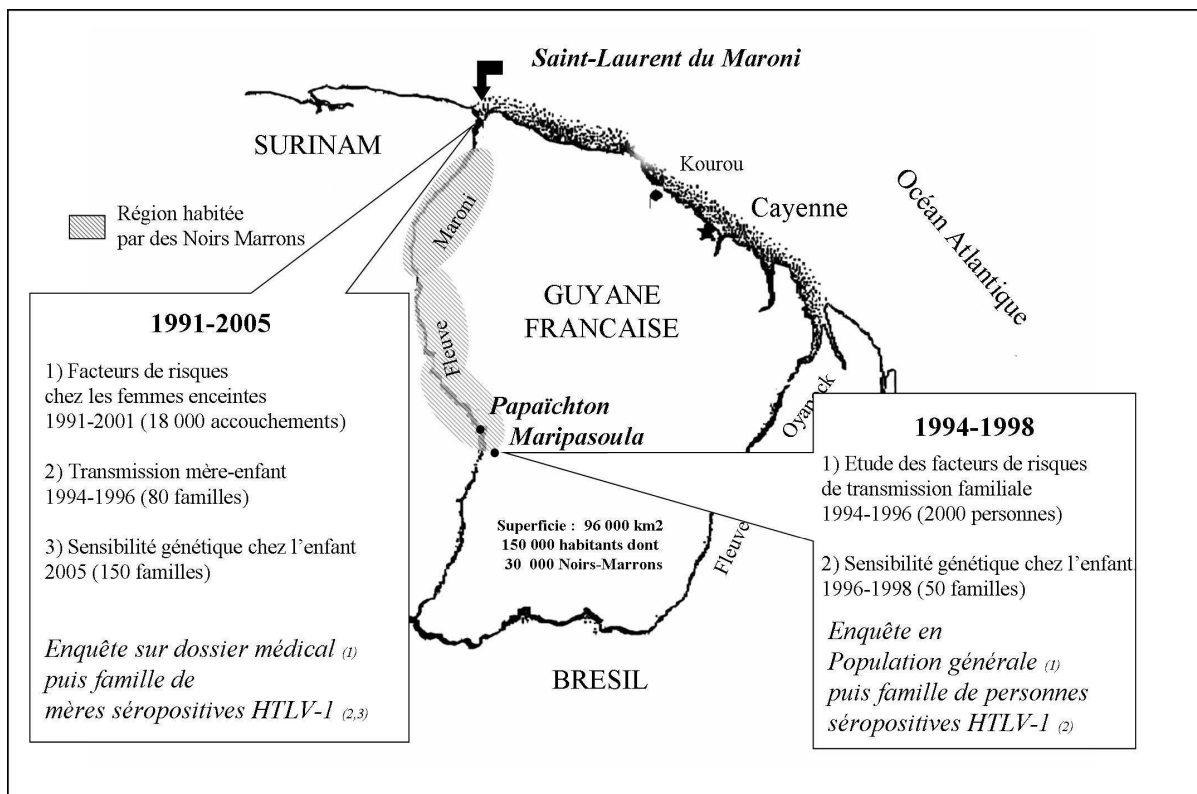 Saint-Laurent du Maroni
SURINAM
Kourou
Cayenne
Océan Atlantique
Région habitée
par des Noirs Marrons
Maroni
Fleuve
GUYANE
FRANCAISE
Papaïchton
Maripasoula
Oyapock
Fleuve
Superficie : 96 000 km2
150 000 habitants dont
30 000 Noirs-Marrons
BRESIL
1991-2005
1) Facteurs de risques
chez les femmes enceintes
1991-2001 (18 000 accouchements)
2) Transmission mère-enfant
1994-1996 (80 familles)
3) Sensibilité génétique chez l'enfant
2005 (150 familles)
Enquête sur dossier médical (1)
puis famille de
mères séropositives HTLV-1 (2,3)
1994-1998
1) Etude des facteurs de risques
de transmission familiale
1994-1996 (2000 personnes)
2) Sensibilité génétique chez l'enfant.
1996-1998 (50 familles)
Enquête en
Population générale (1)
puis famille de personnes
séropositives HTLV-1 (2)